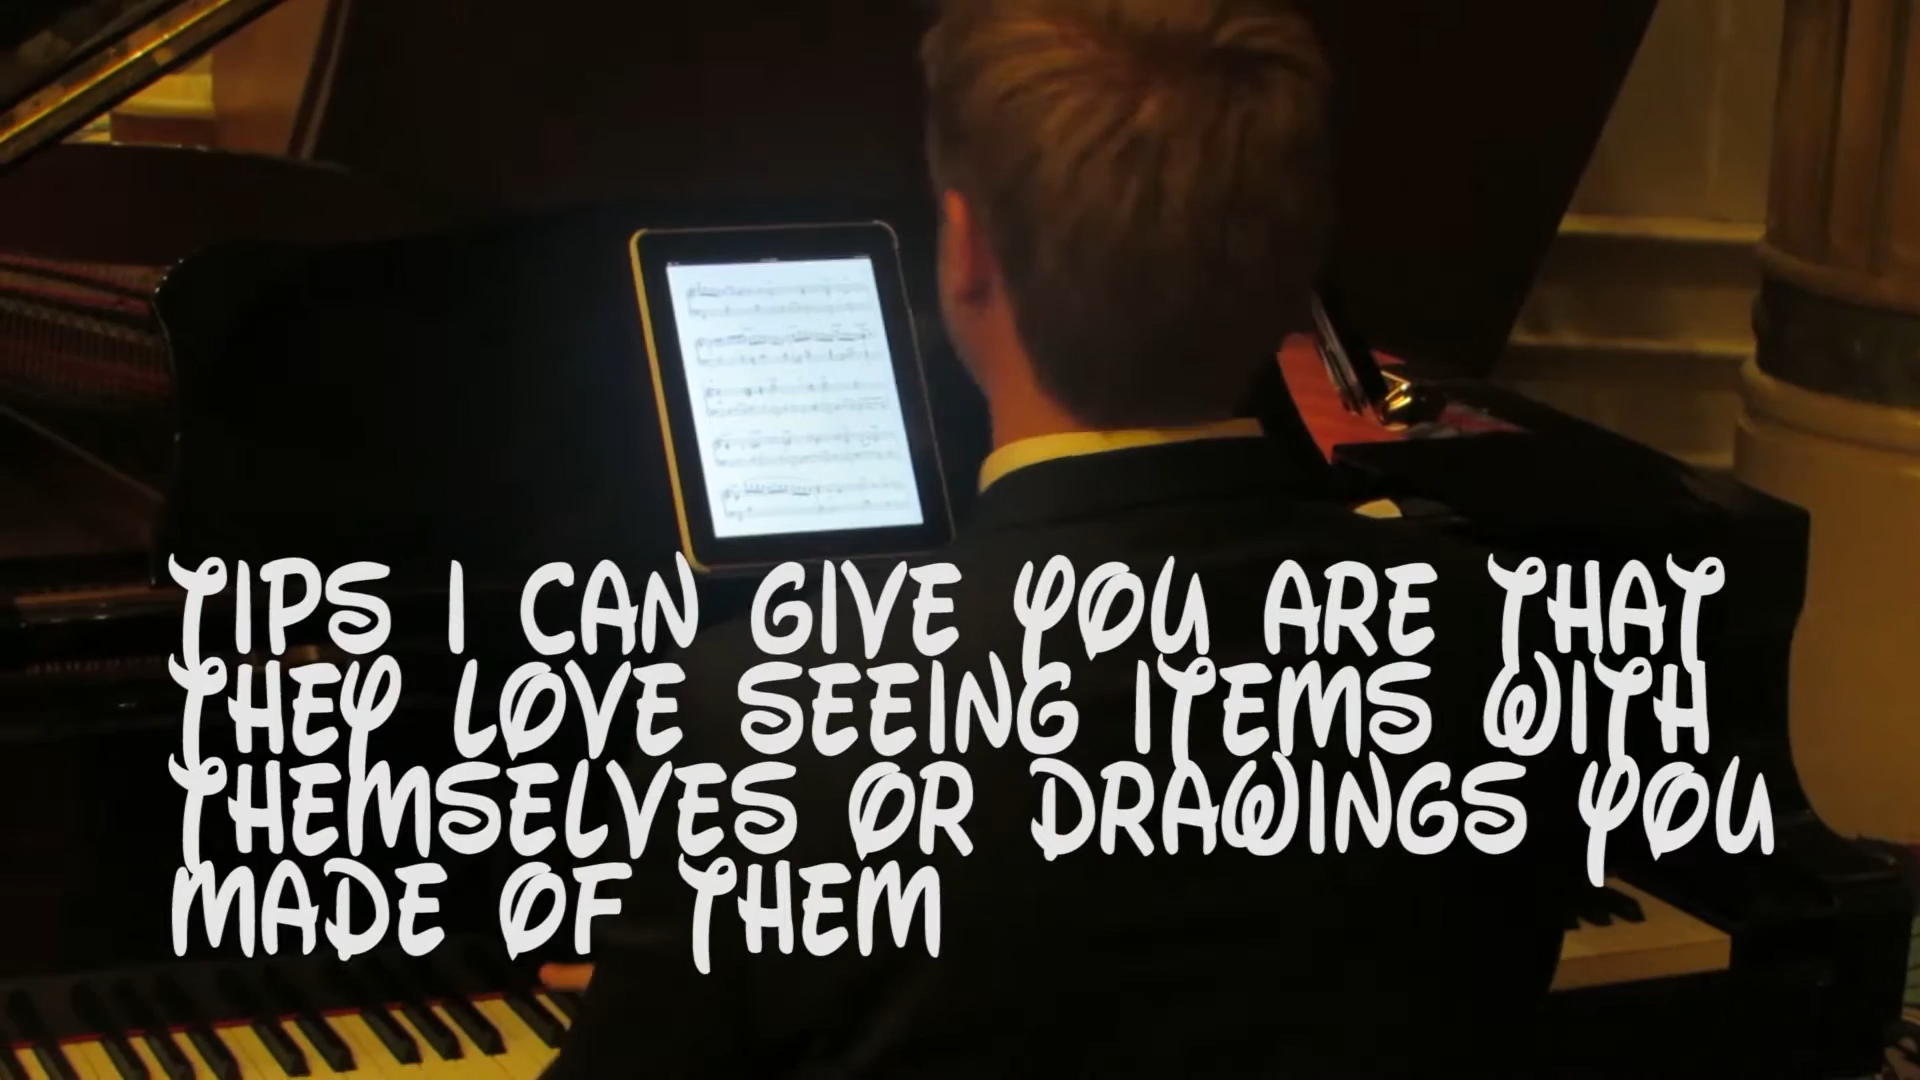 TIPS I CAN GIVE YOU ARE THAT
THEY LOVE SEEING ITEMS WITH
THEMSELVES OR DRAWINGS YOU
MADE OF THEM